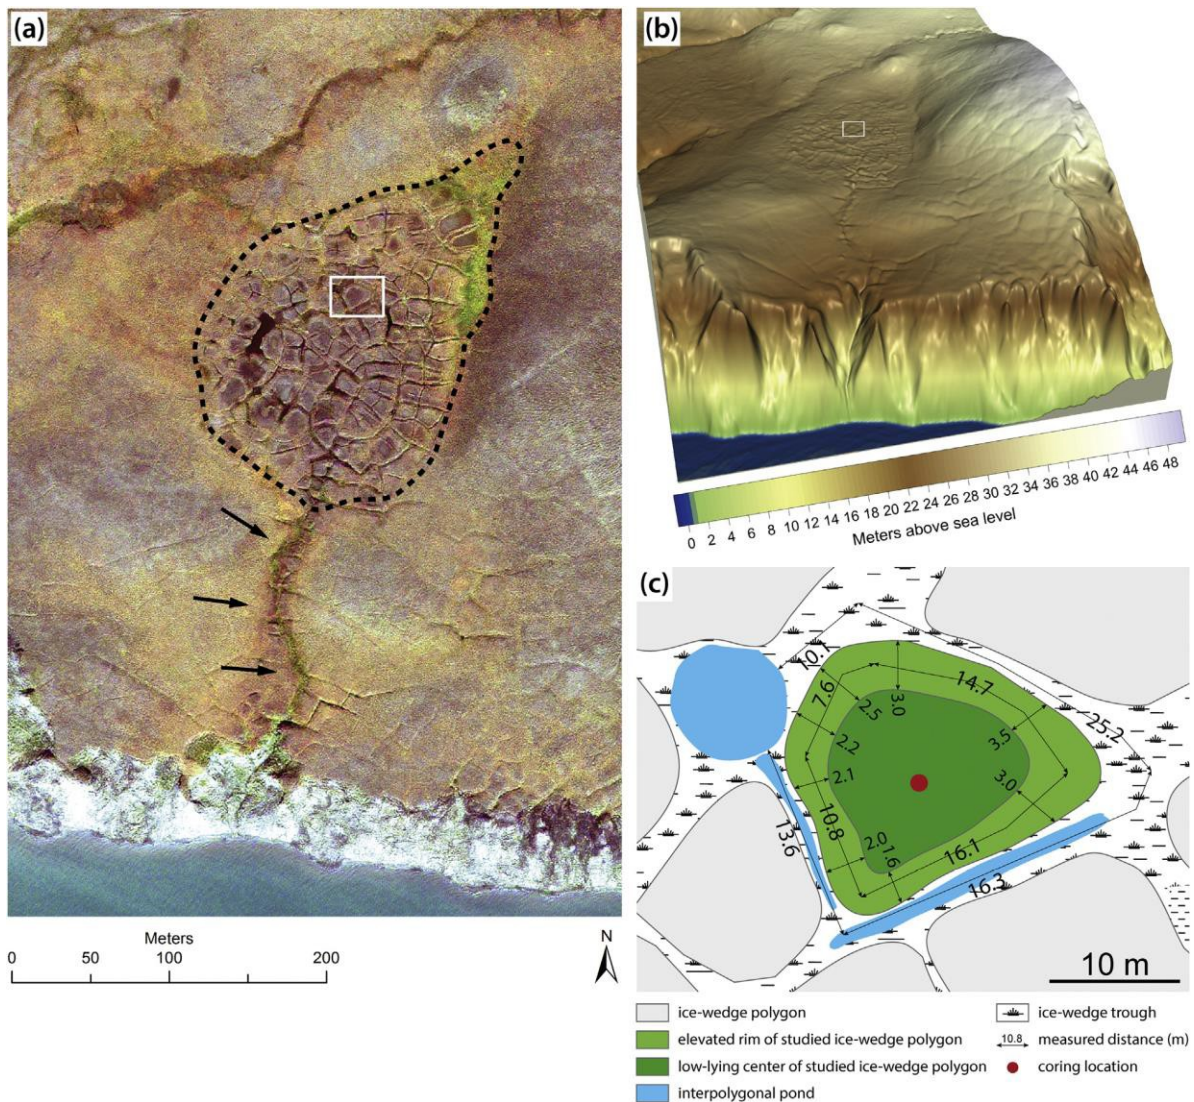 (a)
Meters
0 50 100 200
N
(b)
0 2 4 6 8 10 12 14 16 18 20 22 24 26 28 30 32 34 36 38 40 42 44 46 48
Meters above sea level
(c)
10.1
7.6
2.5
3.0
14.7
25.2
2.2
3.5
2.1
3.0
10.8
13.6
2.0
1.6
16.1
16.3
10 m
ice-wedge polygon
elevated rim of studied ice-wedge polygon
low-lying center of studied ice-wedge polygon
interpolygonal pond
ice-wedge trough
10.8 measured distance (m)
coring location